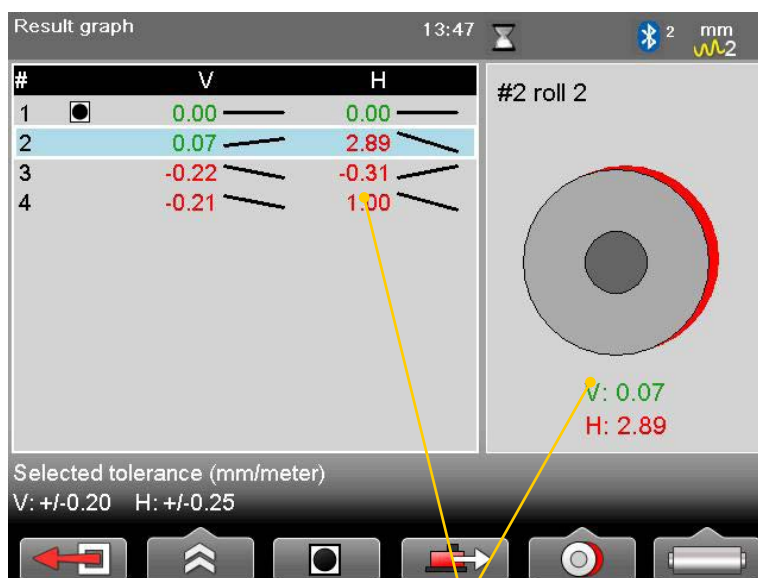 Result graph 13:47 2 mm
2
# V H
1 0.00 0.00
2 0.07 2.89
3 -0.22 -0.31
4 -0.21 1.00
#2 roll 2
V: 0.07
H: 2.89
Selected tolerance (mm/meter)
V: +/-0.20 H: +/-0.25